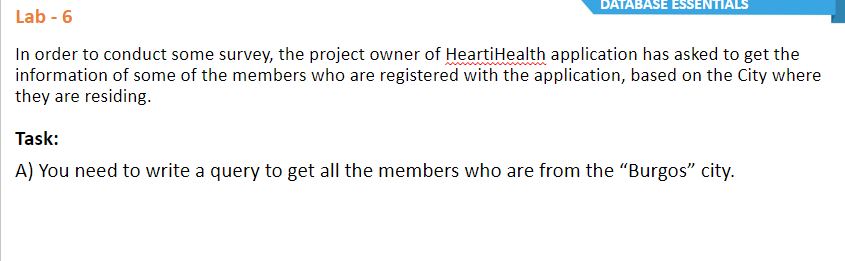 DATABASE ESSENTIALS
Lab - 6
In order to conduct some survey, the project owner of HeartiHealth application has asked to get the
information of some of the members who are registered with the application, based on the City where
they are residing.
Task:
A) You need to write a query to get all the members who are from the “Burgos” city.